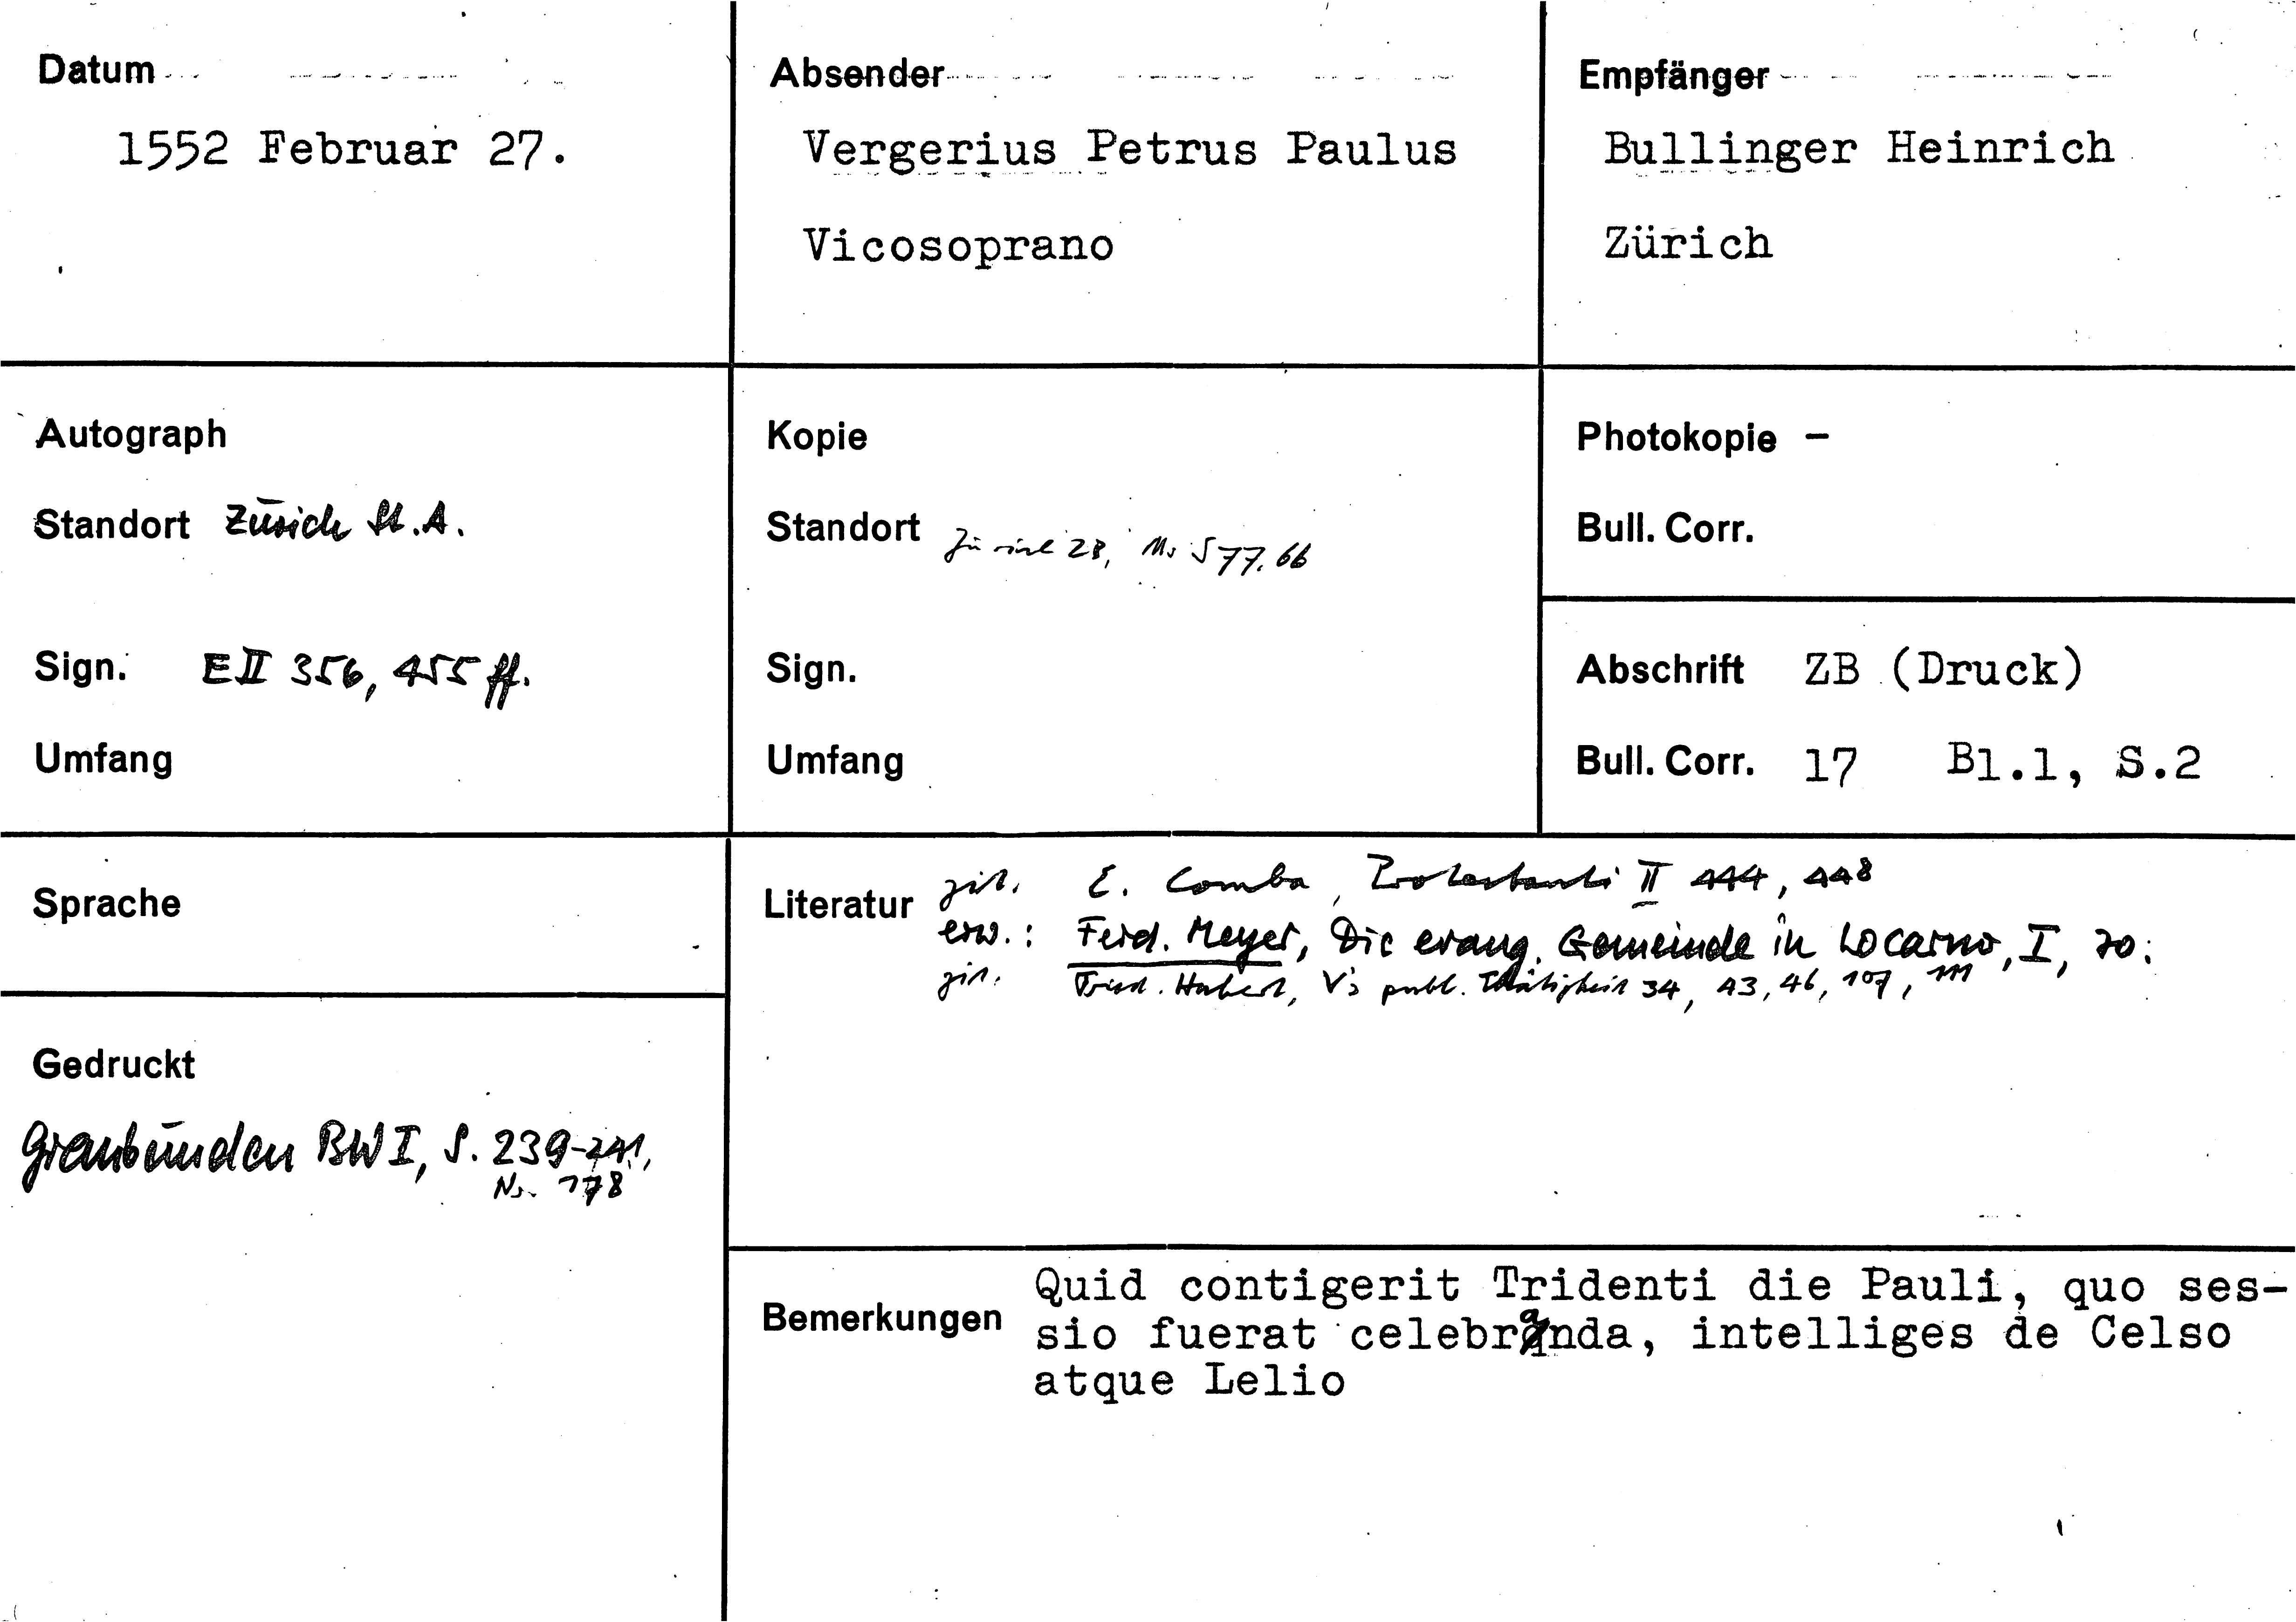 Datum
1552 Februar 27.
Absender
Vergerius Petrus Paulus
Vicosoprano
Empfänger
Bullinger Heinrich
Zürich
Autograph
Standort Zürich St.A.
Sign. EII 356, 455 ff.
Umfang
Kopie
Standort Zürich ZB, Ms S 77.66
Sign.
Umfang
Photokopie –
Bull. Corr.
Abschrift ZB (Druck)
Bull. Corr. 17 Bl.1, S.2
Sprache
Gedruckt
Graubünden BW I, S. 239-241,
Nr. 178
Literatur zit. E. Comba, Protestanti II 444, 448
erw.: Ferd. Meyer, Die evang. Gemeinde in Locarno, I, 70.
zit. Fried. Hubert, V's publ. Thätigkeit 34, 43, 46, 107, 111
Bemerkungen
Quid contigerit Tridenti die Pauli, quo ses-
sio fuerat celebranda, intelliges de Celso
atque Lelio